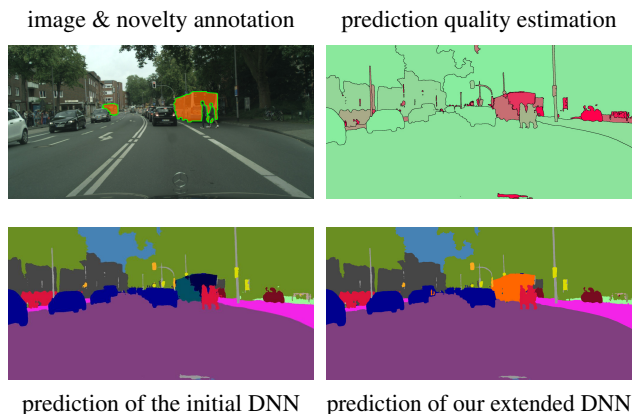 image & novelty annotation
prediction quality estimation
prediction of the initial DNN
prediction of our extended DNN